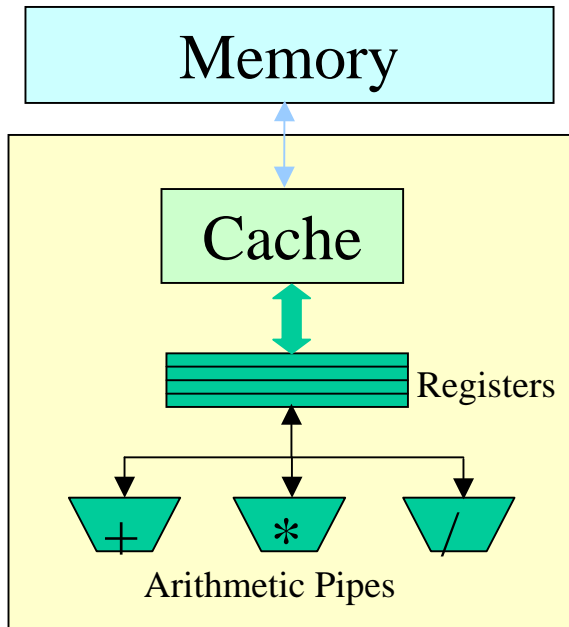 Memory
Cache
Registers
+ * /
Arithmetic Pipes